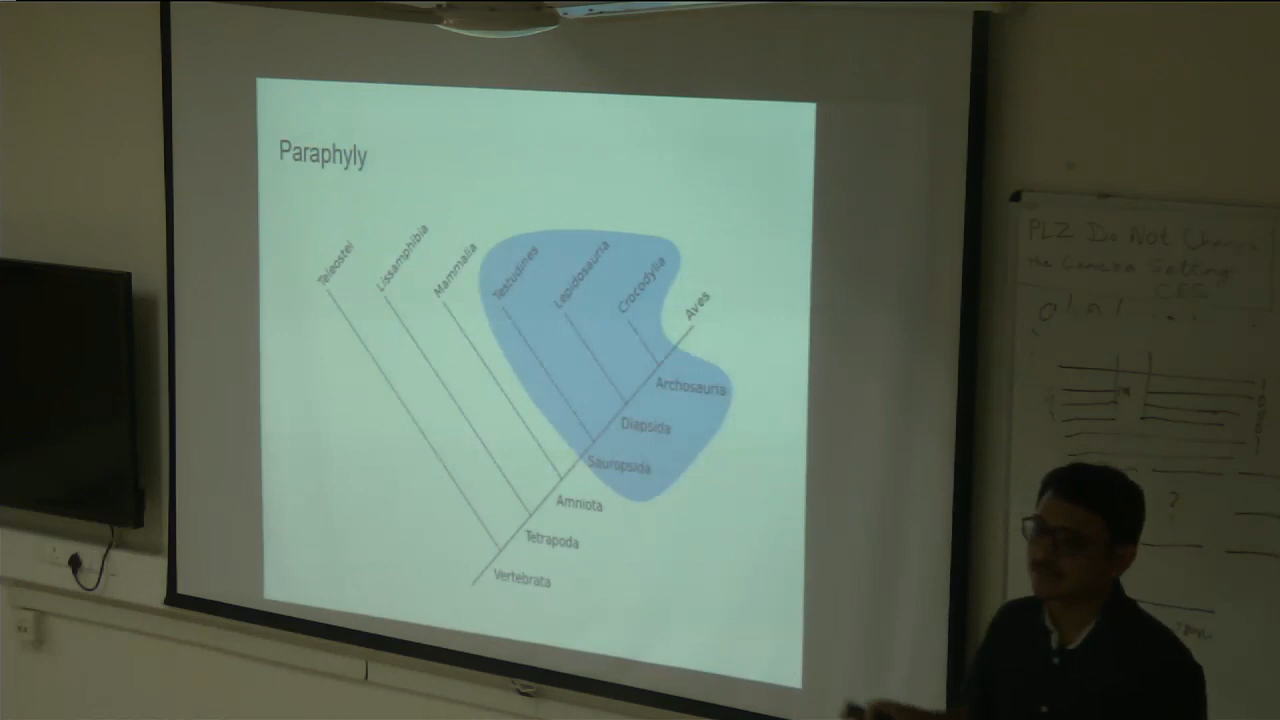 Paraphyly
Teleostei
Lissamphibia
Mammalia
Testudines
Lepidosauria
Crocodylia
Aves
Archosauria
Diapsida
Sauropsida
Amniota
Tetrapoda
Vertebrata
PLZ Do Not Change
the Camera Setting
?